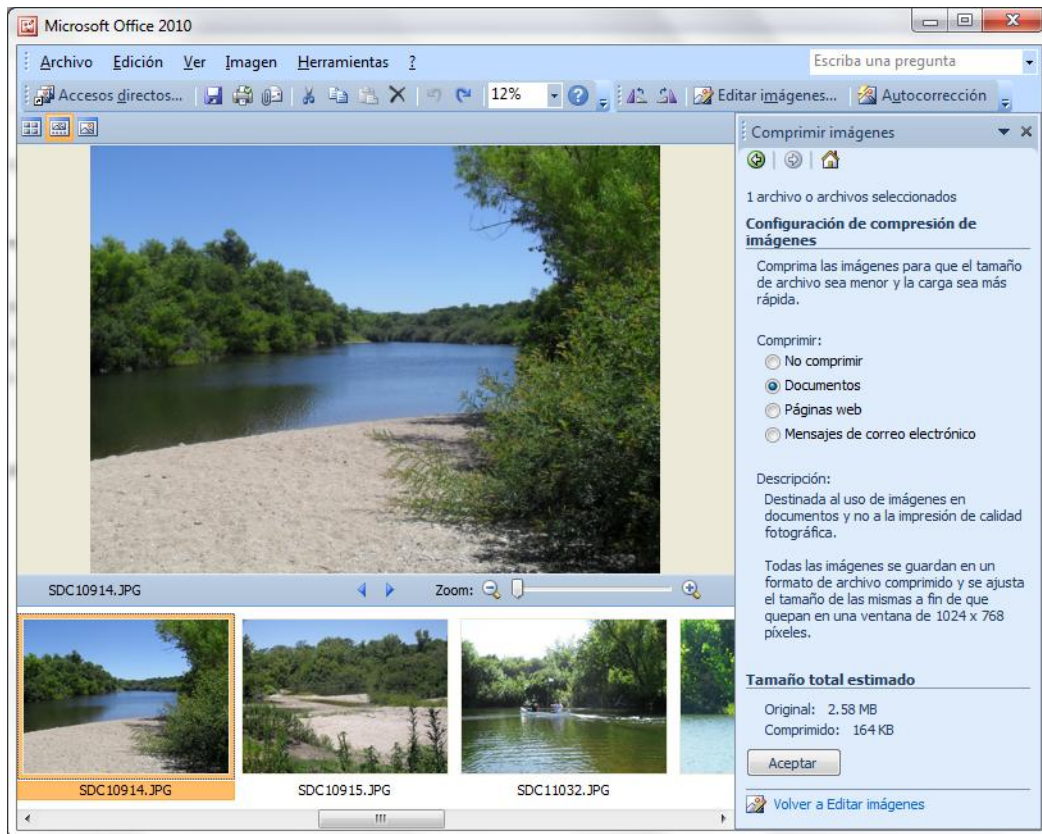 Microsoft Office 2010
Archivo Edición Ver Imagen Herramientas ?
Escriba una pregunta
Accesos directos... 12% Editar imágenes... Autocorrección
Comprimir imágenes
1 archivo o archivos seleccionados
Configuración de compresión de
imágenes
Comprima las imágenes para que el tamaño
de archivo sea menor y la carga sea más
rápida.
Comprimir:
No comprimir
Documentos
Páginas web
Mensajes de correo electrónico
Descripción:
Destinada al uso de imágenes en
documentos y no a la impresión de calidad
fotográfica.
Todas las imágenes se guardan en un
formato de archivo comprimido y se ajusta
el tamaño de las mismas a fin de que
quepan en una ventana de 1024 x 768
píxeles.
Tamaño total estimado
Original: 2.58 MB
Comprimido: 164 KB
Aceptar
Volver a Editar imágenes
SDC10914.JPG Zoom:
SDC10914.JPG SDC10915.JPG SDC11032.JPG